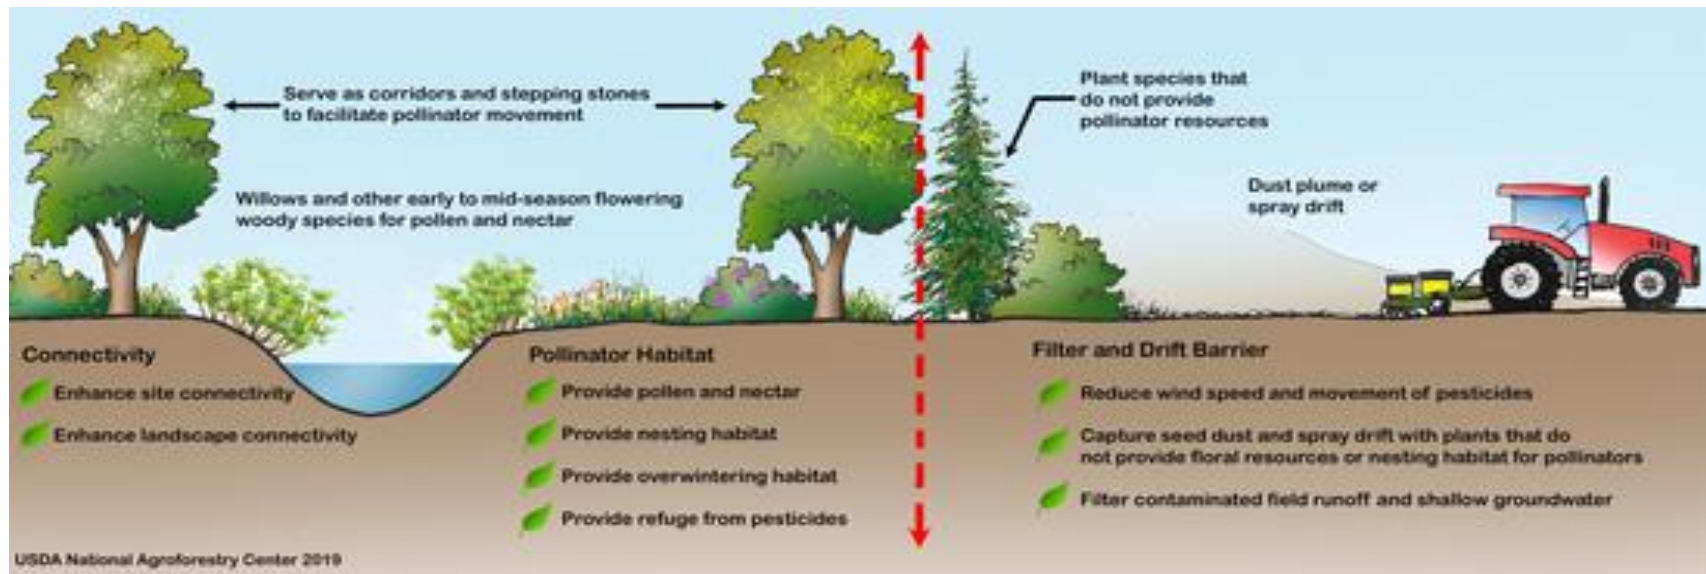 Serve as corridors and stepping stones
to facilitate pollinator movement
Plant species that
do not provide
pollinator resources
Willows and other early to mid-season flowering
woody species for pollen and nectar
Dust plume or
spray drift
Connectivity
Enhance site connectivity
Enhance landscape connectivity
Pollinator Habitat
Provide pollen and nectar
Provide nesting habitat
Provide overwintering habitat
Provide refuge from pesticides
Filter and Drift Barrier
Reduce wind speed and movement of pesticides
Capture seed dust and spray drift with plants that do
not provide floral resources or nesting habitat for pollinators
Filter contaminated field runoff and shallow groundwater
USDA National Agroforestry Center 2019